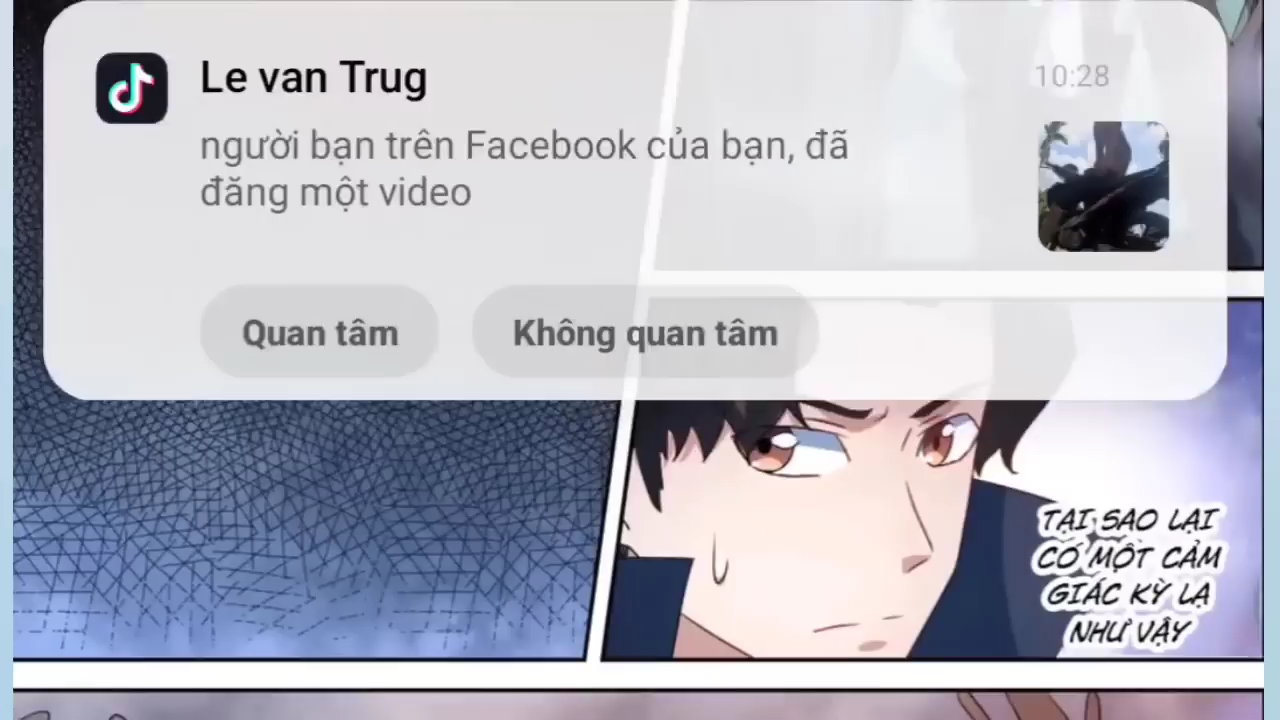 Le van Trug
10:28
người bạn trên Facebook của bạn, đã
đăng một video
Quan tâm
Không quan tâm
TẠI SAO LẠI
CÓ MỘT CẢM
GIÁC KỲ LẠ
NHƯ VẬY